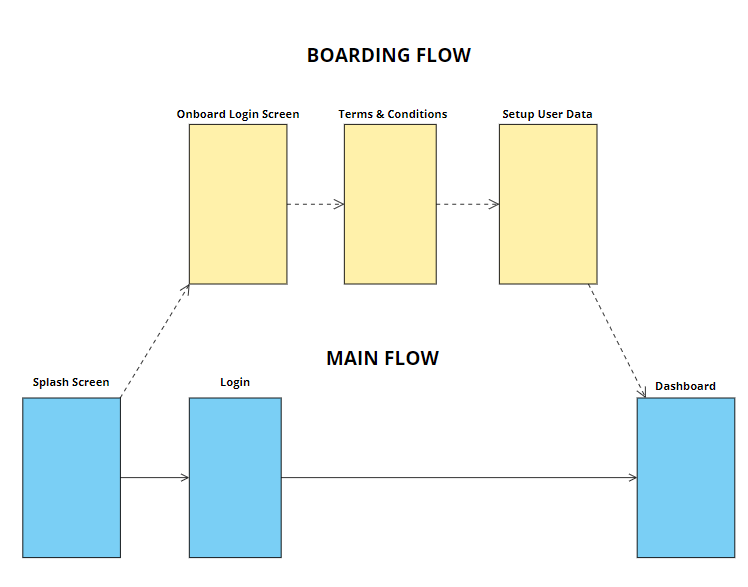 BOARDING FLOW
Onboard Login Screen
Terms & Conditions
Setup User Data
MAIN FLOW
Splash Screen
Login
Dashboard